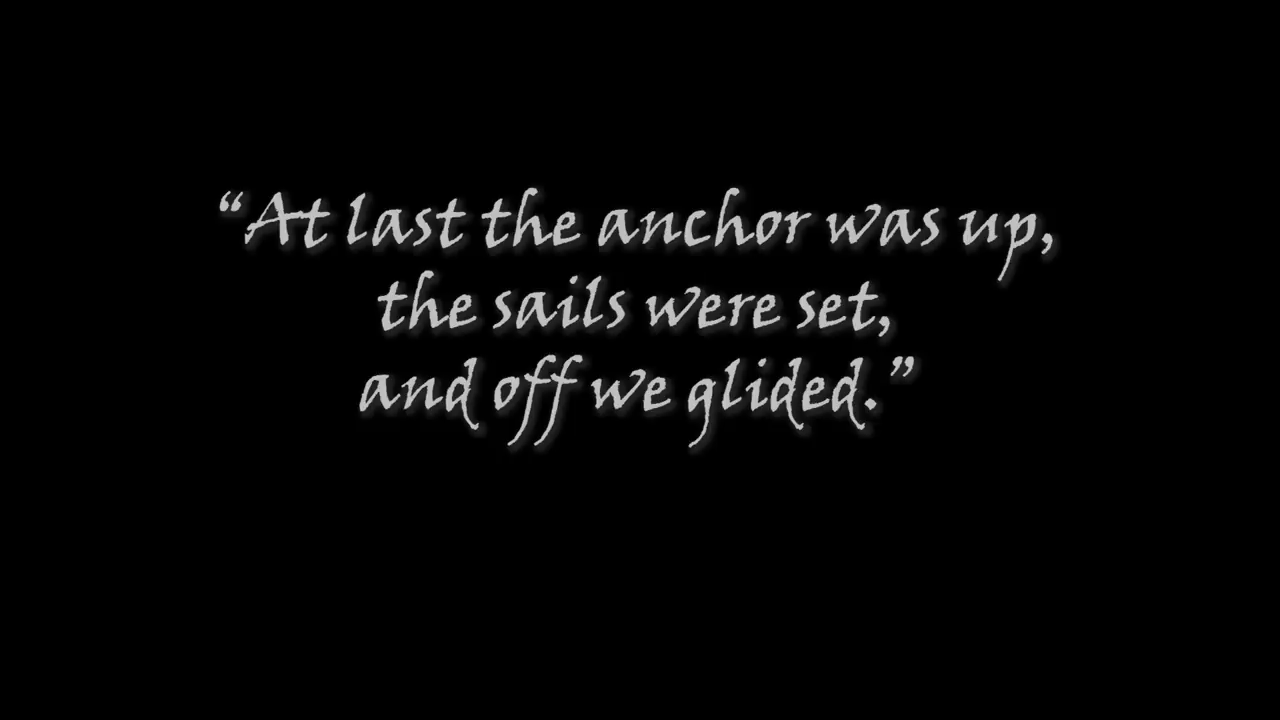 “At last the anchor was up,
the sails were set,
and off we glided.”